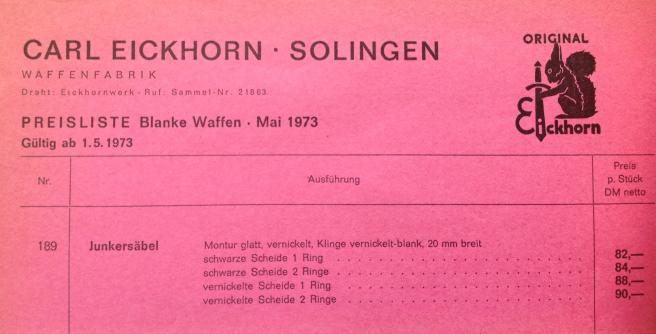 CARL EICKHORN · SOLINGEN
WAFFENFABRIK
Draht: Eickhornwerk - Ruf: Sammel-Nr. 21863
ORIGINAL
Eickhorn
PREISLISTE Blanke Waffen · Mai 1973
Gültig ab 1.5.1973
Nr. Ausführung Preis
p. Stück
DM netto
189 Junkersäbel Montur glatt, vernickelt, Klinge vernickelt-blank, 20 mm breit
schwarze Scheide 1 Ring . . . . . . . . . . . . . . . . . . . . 82,—
schwarze Scheide 2 Ringe . . . . . . . . . . . . . . . . . . . . 84,—
vernickelte Scheide 1 Ring . . . . . . . . . . . . . . . . . . . . 88,—
vernickelte Scheide 2 Ringe . . . . . . . . . . . . . . . . . . . . 90,—